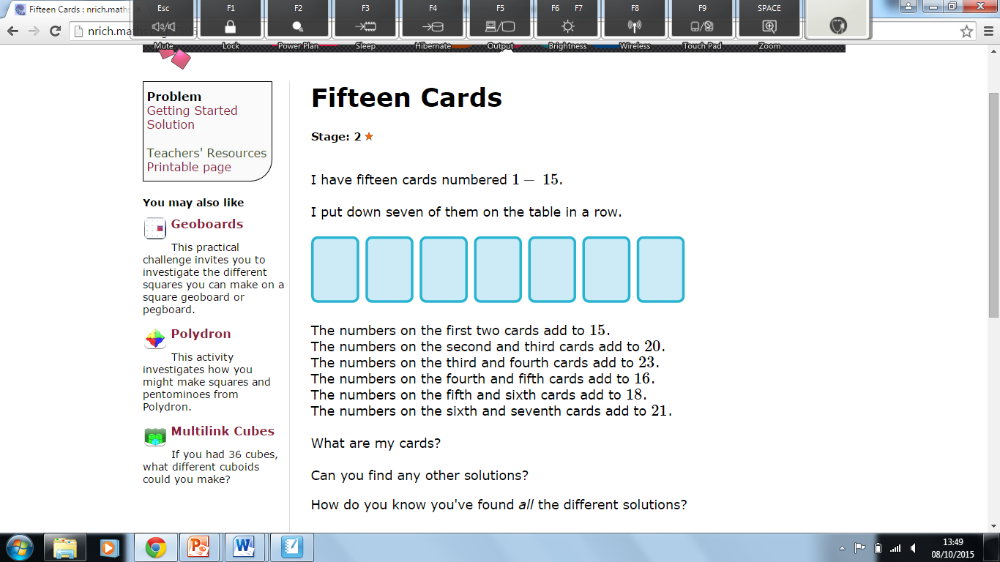 Fifteen Cards : nrich.maths
nrich.maths
Esc
F1
F2
F3
F4
F5
F6 F7
F8
F9
SPACE
Mute
Lock
Power Plan
Sleep
Hibernate
Output
Brightness
Wireless
Touch Pad
Zoom
Problem
Getting Started
Solution
Teachers' Resources
Printable page
You may also like
Geoboards
This practical
challenge invites you to
investigate the different
squares you can make on a
square geoboard or
pegboard.
Polydron
This activity
investigates how you
might make squares and
pentominoes from
Polydron.
Multilink Cubes
If you had 36 cubes,
what different cuboids
could you make?
Fifteen Cards
Stage: 2
I have fifteen cards numbered 1 − 15.
I put down seven of them on the table in a row.
The numbers on the first two cards add to 15.
The numbers on the second and third cards add to 20.
The numbers on the third and fourth cards add to 23.
The numbers on the fourth and fifth cards add to 16.
The numbers on the fifth and sixth cards add to 18.
The numbers on the sixth and seventh cards add to 21.
What are my cards?
Can you find any other solutions?
How do you know you've found all the different solutions?
13:49
08/10/2015